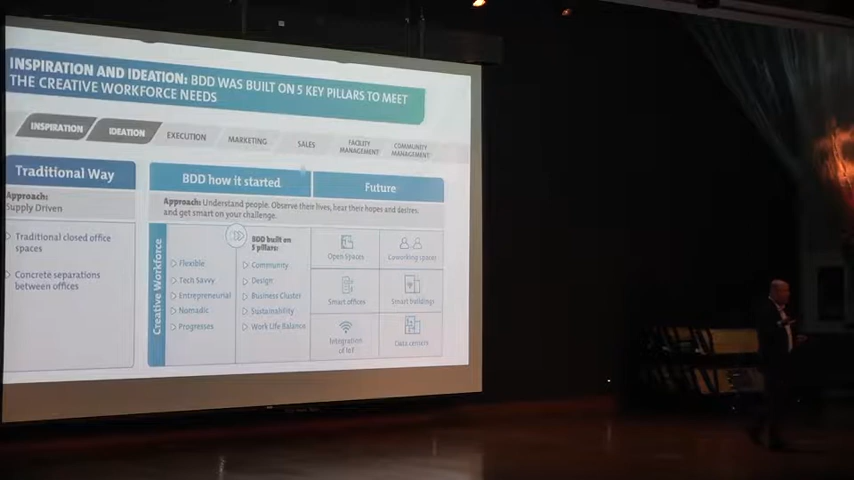 INSPIRATION AND IDEATION: BDD WAS BUILT ON 5 KEY PILLARS TO MEET
THE CREATIVE WORKFORCE NEEDS
INSPIRATION
IDEATION
EXECUTION
MARKETING
SALES
FACILITY
MANAGEMENT
COMMUNITY
MANAGEMENT
Traditional Way
Approach:
Supply Driven
Traditional closed office
spaces
Concrete separations
between offices
BDD how it started
Future
Approach: Understand people. Observe their lives, hear their hopes and desires,
and get smart on your challenge.
Creative Workforce
Flexible
Tech Savvy
Entrepreneurial
Nomadic
Progresses
BDD built on
5 pillars:
Community
Design
Business Cluster
Sustainability
Work Life Balance
Open Spaces
Coworking spaces
Smart offices
Smart buildings
Integration
of IoT
Data centers